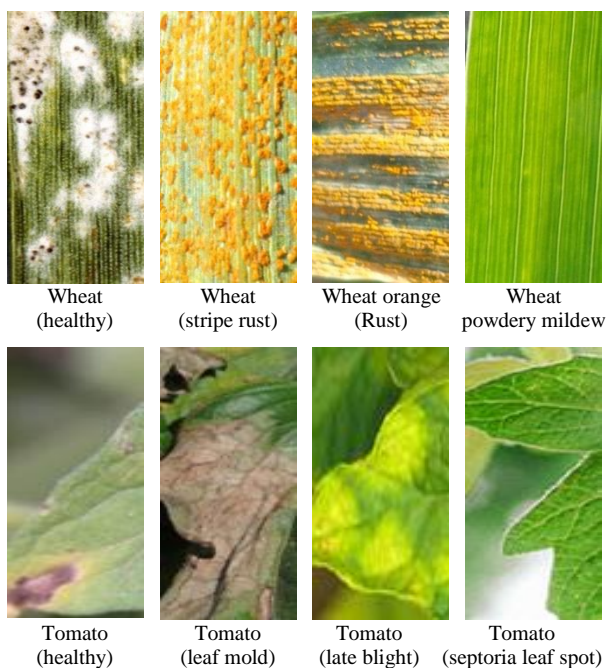 Wheat
(healthy)
Wheat
(stripe rust)
Wheat orange
(Rust)
Wheat
powdery mildew
Tomato
(healthy)
Tomato
(leaf mold)
Tomato
(late blight)
Tomato
(septoria leaf spot)